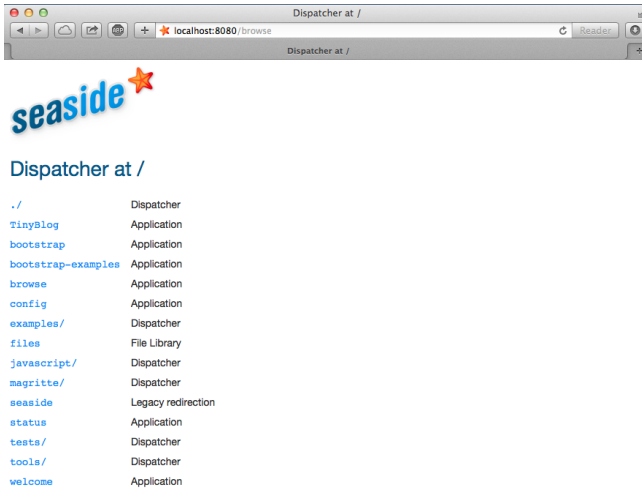 Dispatcher at /
ABP
localhost:8080/browse
Reader
Dispatcher at /
seaside
Dispatcher at /
./ Dispatcher
TinyBlog Application
bootstrap Application
bootstrap-examples Application
browse Application
config Application
examples/ Dispatcher
files File Library
javascript/ Dispatcher
magritte/ Dispatcher
seaside Legacy redirection
status Application
tests/ Dispatcher
tools/ Dispatcher
welcome Application